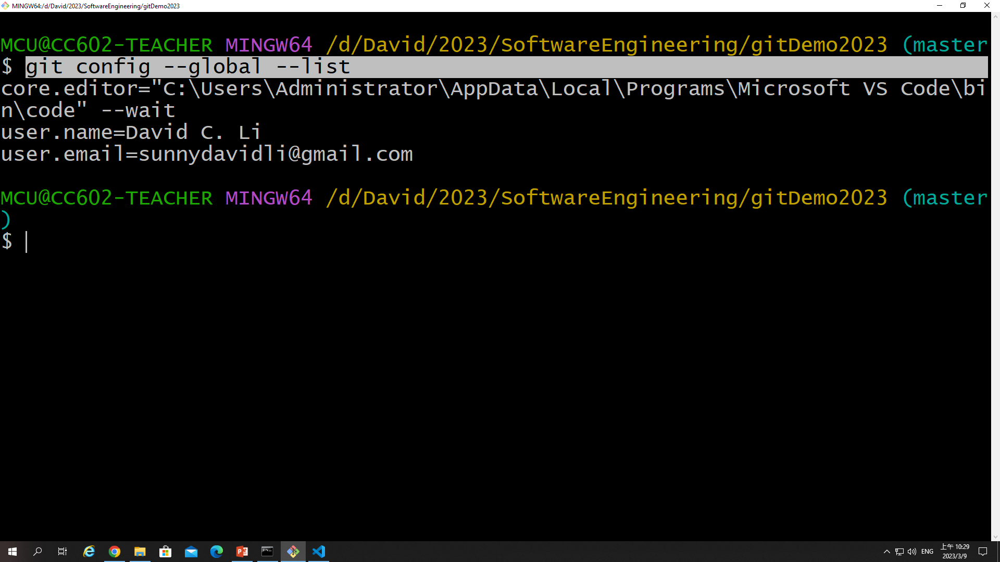 MINGW64:/d/David/2023/SoftwareEngineering/gitDemo2023
MCU@CC602-TEACHER MINGW64 /d/David/2023/SoftwareEngineering/gitDemo2023 (master
$ git config --global --list
core.editor="C:\Users\Administrator\AppData\Local\Programs\Microsoft VS Code\bi
n\code" --wait
user.name=David C. Li
user.email=sunnydavidli@gmail.com
MCU@CC602-TEACHER MINGW64 /d/David/2023/SoftwareEngineering/gitDemo2023 (master
)
$
ENG
上午 10:29
2023/3/9